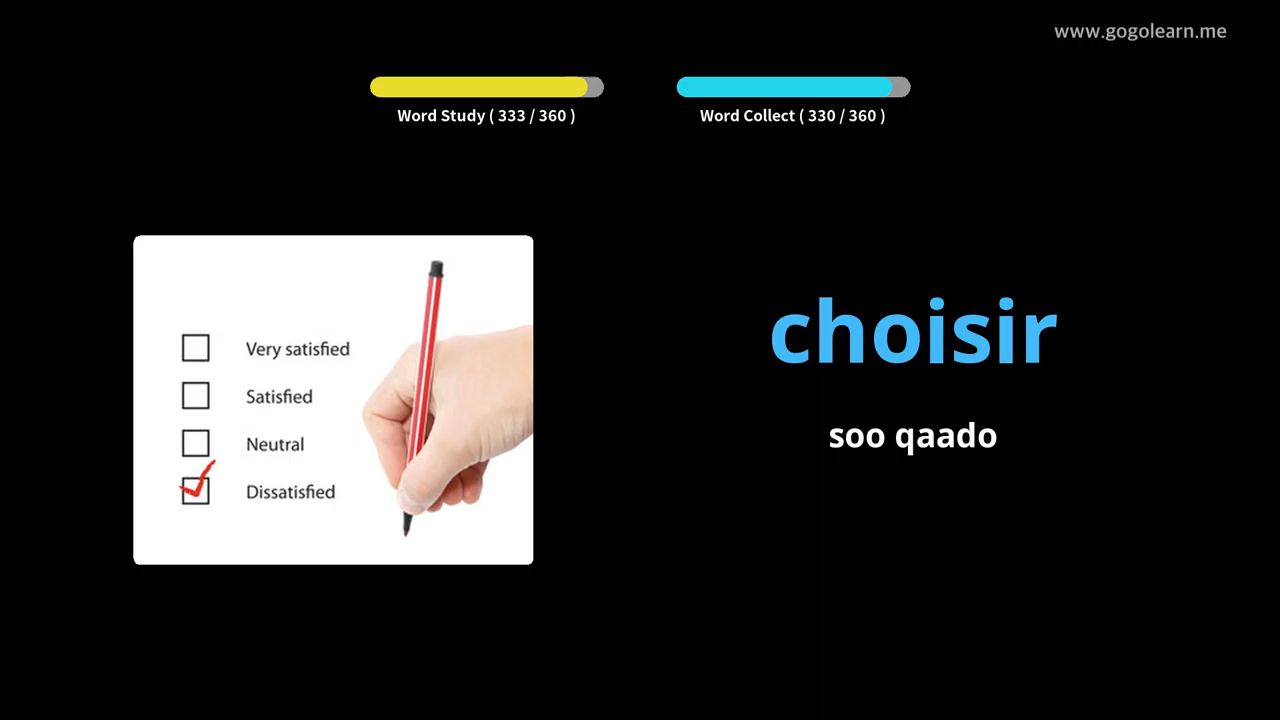 www.gogolearn.me
Word Study ( 333 / 360 )
Word Collect ( 330 / 360 )
Very satisfied
Satisfied
Neutral
Dissatisfied
choisir
soo qaado